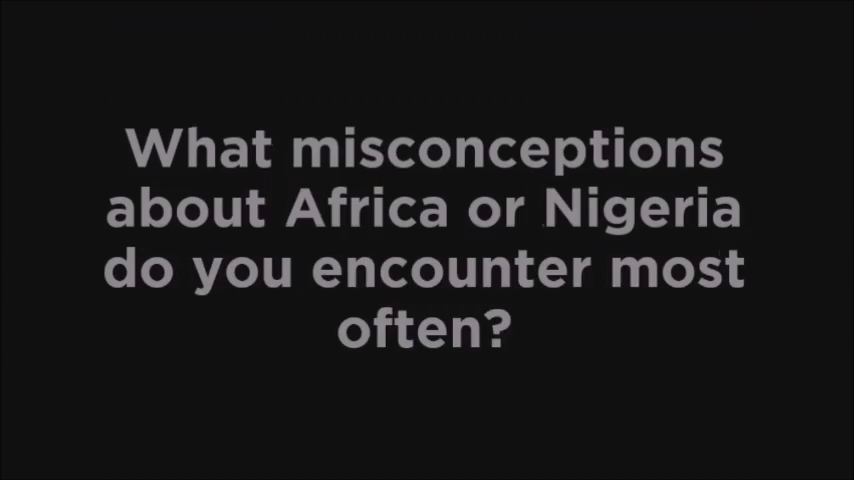 What misconceptions
about Africa or Nigeria
do you encounter most
often?